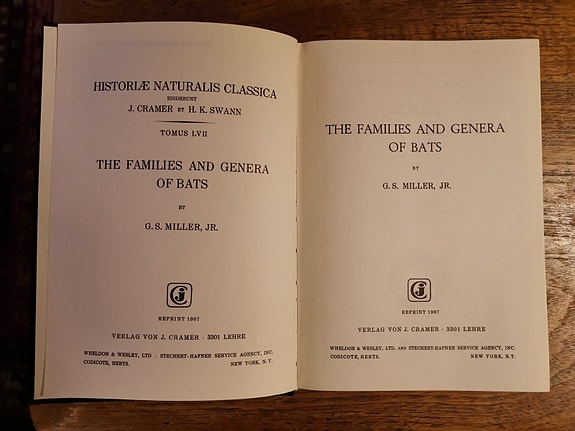 HISTORIÆ NATURALIS CLASSICA
EDIDERUNT
J. CRAMER ET H. K. SWANN
TOMUS LVII
THE FAMILIES AND GENERA
OF BATS
BY
G. S. MILLER, JR.
REPRINT 1967
VERLAG VON J. CRAMER · 3301 LEHRE
WHELDON & WESLEY, LTD · STECHERT-HAFNER SERVICE AGENCY, INC.
CODICOTE, HERTS. NEW YORK, N.Y.
THE FAMILIES AND GENERA
OF BATS
BY
G. S. MILLER, JR.
REPRINT 1967
VERLAG VON J. CRAMER · 3301 LEHRE
WHELDON & WESLEY, LTD. AND STECHERT-HAFNER SERVICE AGENCY, INC.
CODICOTE, HERTS. NEW YORK, N.Y.